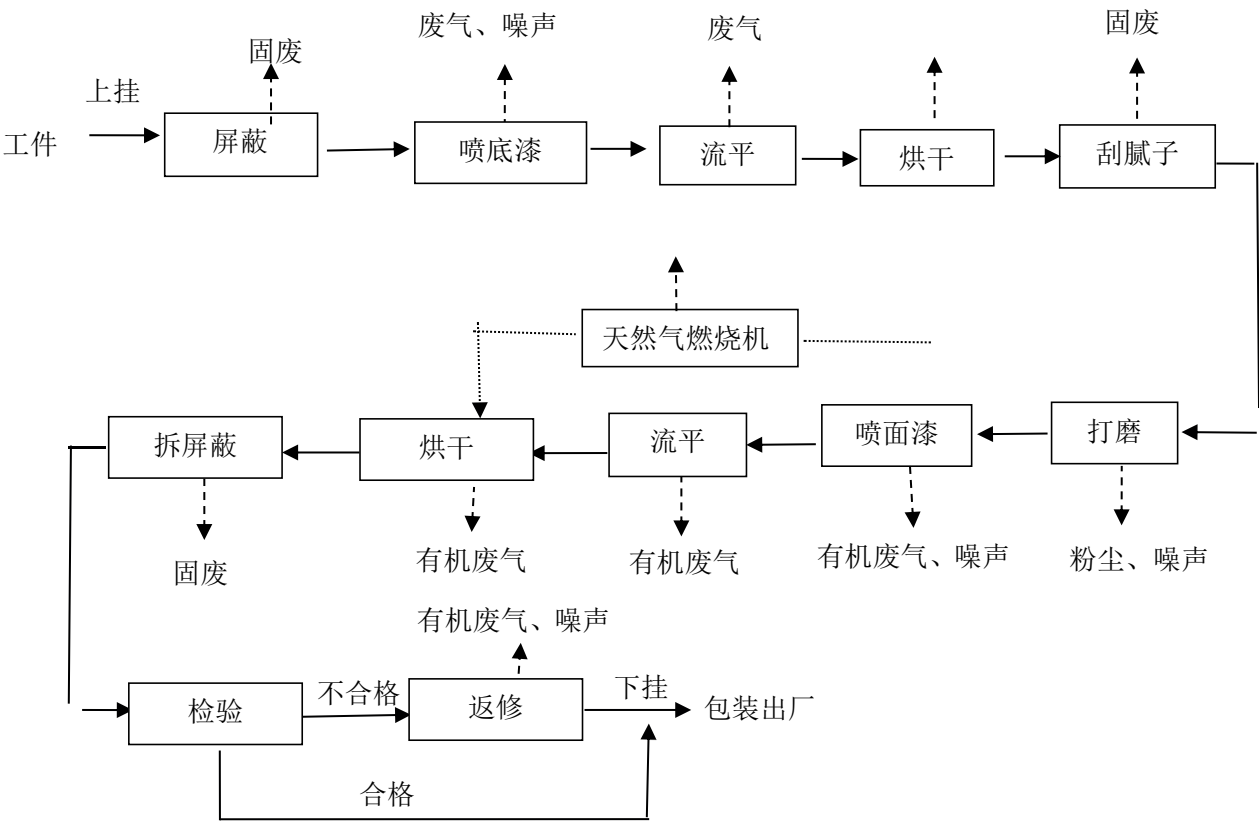 废气、噪声
废气
固废
固废
上挂
工件
屏蔽
喷底漆
流平
烘干
刮腻子
天然气燃烧机
拆屏蔽
烘干
流平
喷面漆
打磨
固废
有机废气
有机废气
有机废气、噪声
粉尘、噪声
有机废气、噪声
检验
不合格
返修
下挂
包装出厂
合格